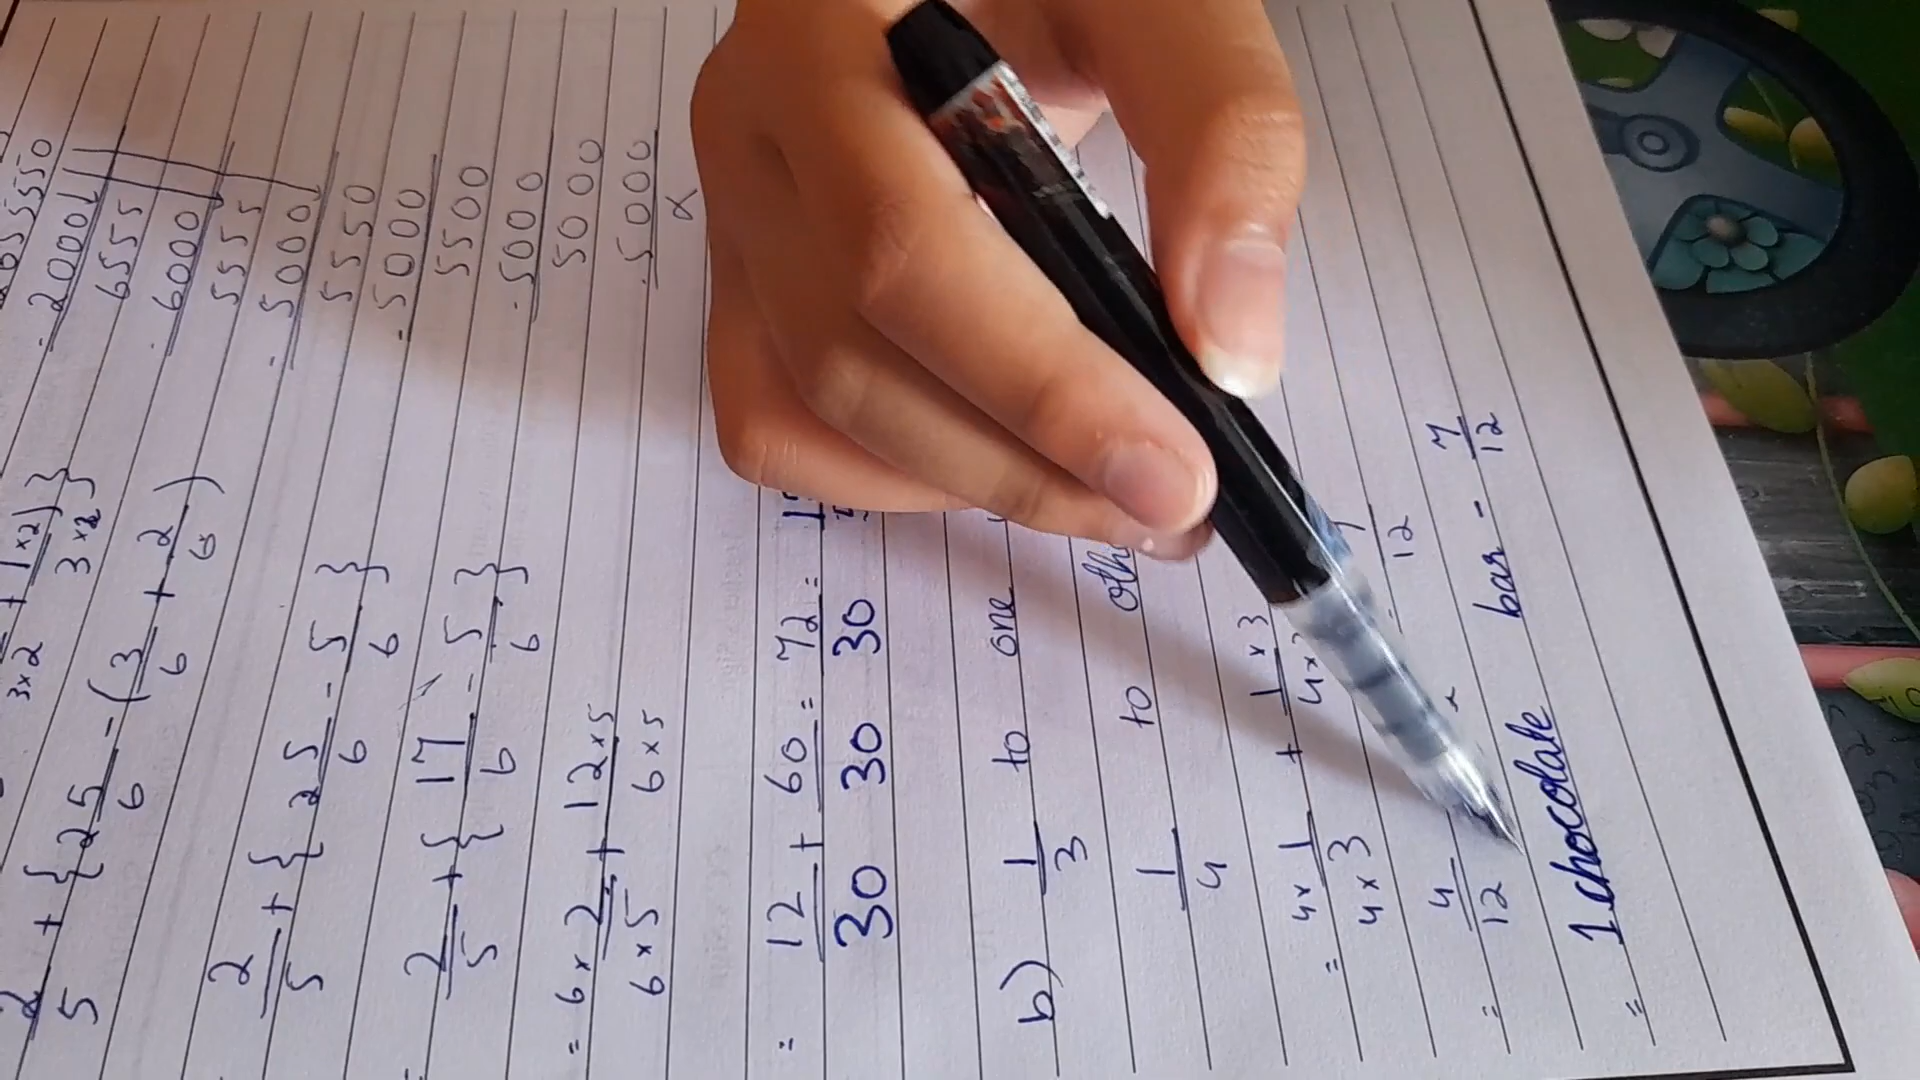 2/5 + { 25/6 - ( 3/6 + 2/6 )
2/5 + { 25/6 - 5/6 }
2/5 + { 17/6 - 5/6 }
= 6×2/6×5 + 12×5/6×5
= 12/30 + 60/30 = 72/30 =
b) 1/3 to one
1/4 to
= 4×1/4×3 + 1×3/4×
= 4/12 7/12
= 1 chocolate bar - 7/12
20001
6555
- 6000
5555
- 5000
5550
- 5000
5500
- 5000
5000
- 5000
×